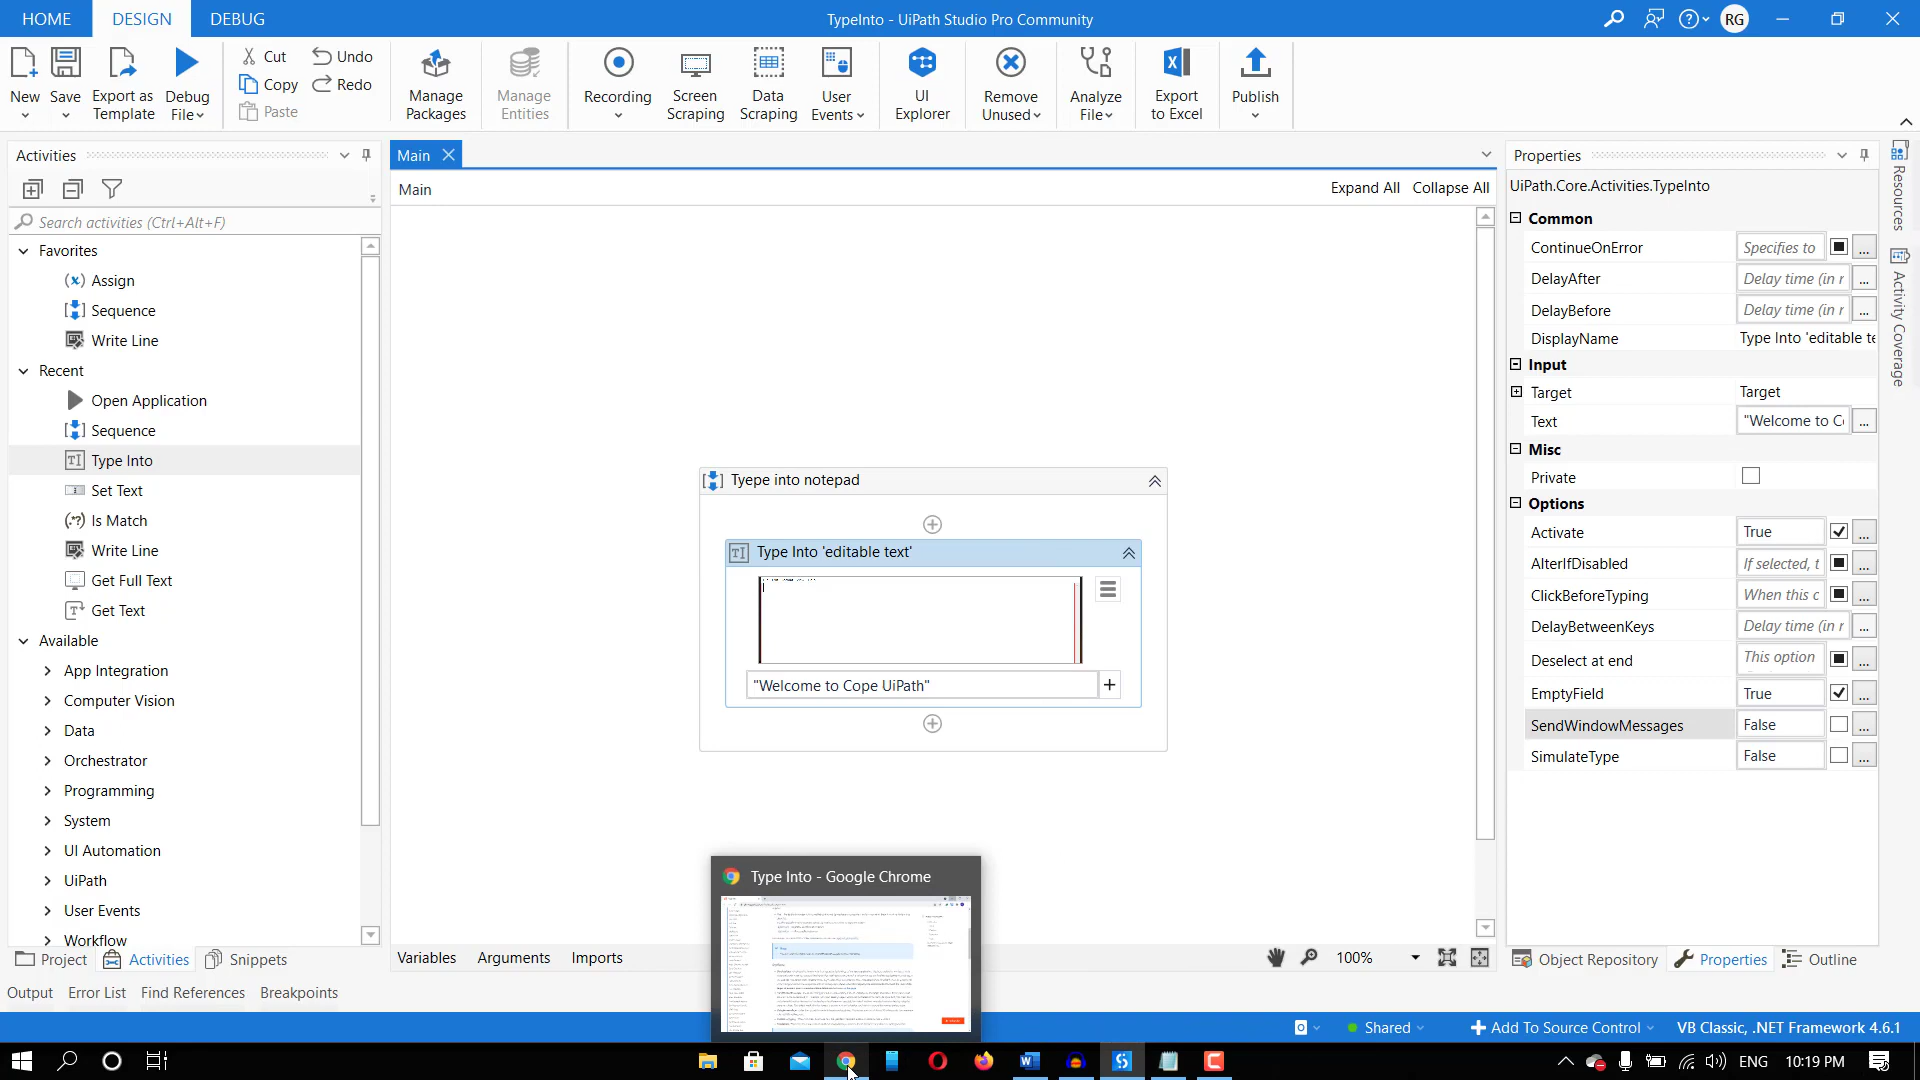 HOME DESIGN DEBUG TypeInto - UiPath Studio Pro Community RG
New Save Export as Template Debug File Cut Copy Paste Undo Redo Manage Packages Manage Entities Recording Screen Scraping Data Scraping User Events UI Explorer Remove Unused Analyze File Export to Excel Publish
Activities
Search activities (Ctrl+Alt+F)
Favorites
Assign
Sequence
Write Line
Recent
Open Application
Sequence
Type Into
Set Text
Is Match
Write Line
Get Full Text
Get Text
Available
App Integration
Computer Vision
Data
Orchestrator
Programming
System
UI Automation
UiPath
User Events
Workflow
Project Activities Snippets
Main
Main Expand All Collapse All
Tyepe into notepad
Type Into 'editable text'
"Welcome to Cope UiPath"
Type Into - Google Chrome
Variables Arguments Imports 100%
Properties
UiPath.Core.Activities.TypeInto
Common
ContinueOnError Specifies to ...
DelayAfter Delay time (in r ...
DelayBefore Delay time (in r ...
DisplayName Type Into 'editable te
Input
Target Target
Text "Welcome to Co ...
Misc
Private
Options
Activate True ...
AlterIfDisabled If selected, t ...
ClickBeforeTyping When this c ...
DelayBetweenKeys Delay time (in r ...
Deselect at end This option ...
EmptyField True ...
SendWindowMessages False ...
SimulateType False ...
Object Repository Properties Outline
Resources
Activity Coverage
Output Error List Find References Breakpoints
Shared Add To Source Control VB Classic, .NET Framework 4.6.1
ENG 10:19 PM